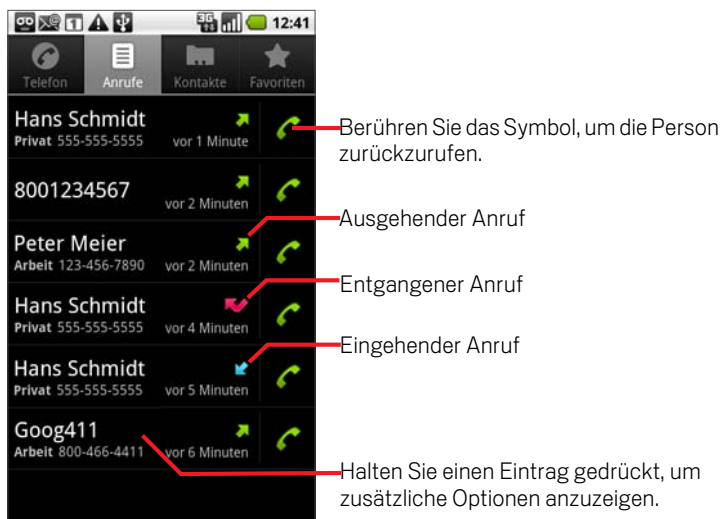 3G 12:41
Telefon Anrufe Kontakte Favoriten
Hans Schmidt
Privat 555-555-5555 vor 1 Minute
Berühren Sie das Symbol, um die Person
zurückzurufen.
8001234567
vor 2 Minuten
Ausgehender Anruf
Peter Meier
Arbeit 123-456-7890 vor 2 Minuten
Entgangener Anruf
Hans Schmidt
Privat 555-555-5555 vor 4 Minuten
Eingehender Anruf
Hans Schmidt
Privat 555-555-5555 vor 5 Minuten
Goog411
Arbeit 800-466-4411 vor 6 Minuten
Halten Sie einen Eintrag gedrückt, um
zusätzliche Optionen anzuzeigen.